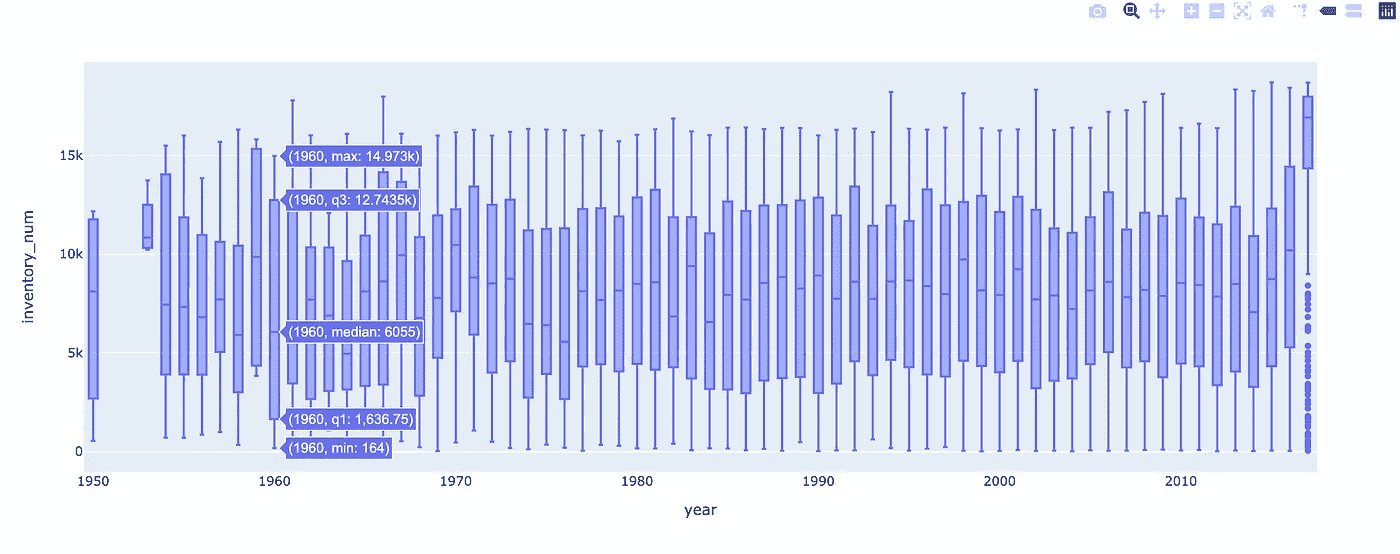 (1960, max: 14.973k)
15k
(1960, q3: 12.7435k)
10k
inventory_num
(1960, median: 6055)
5k
(1960, q1: 1,636.75)
(1960, min: 164)
0
1950
1960
1970
1980
1990
2000
2010
year